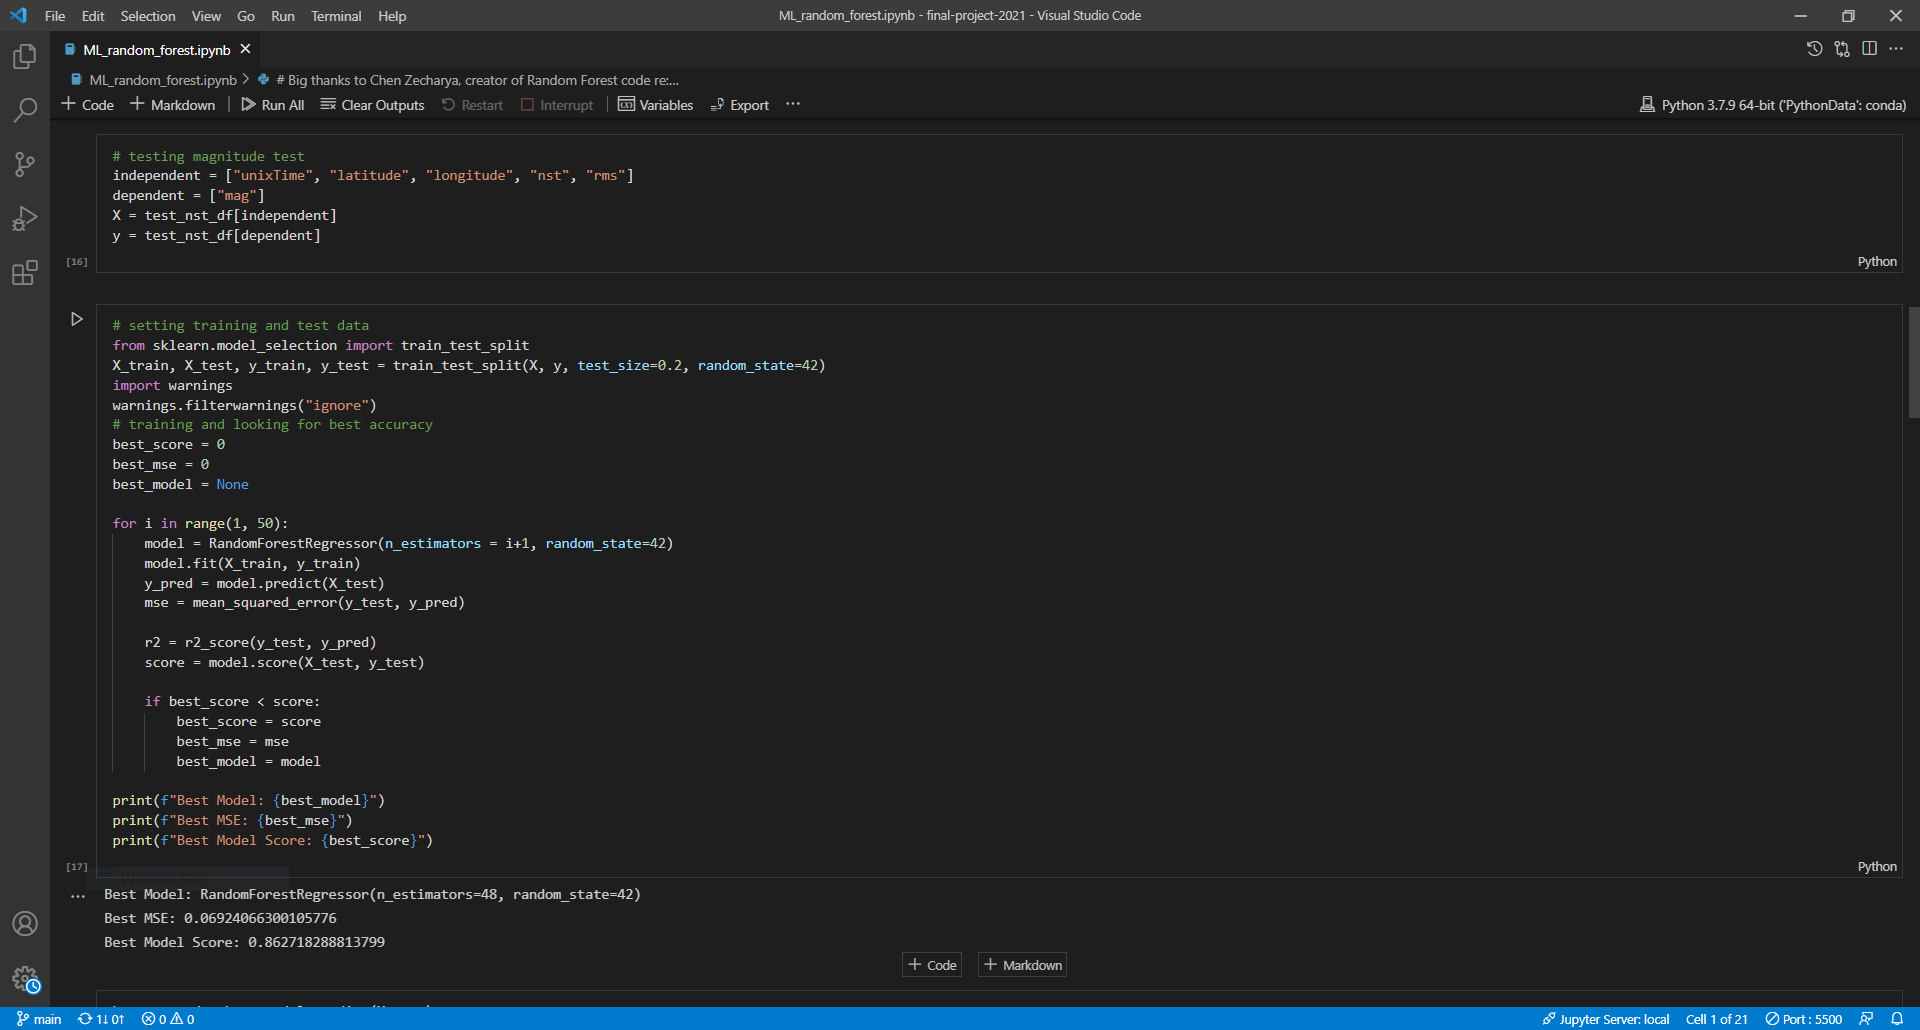 File Edit Selection View Go Run Terminal Help
ML_random_forest.ipynb - final-project-2021 - Visual Studio Code
ML_random_forest.ipynb
ML_random_forest.ipynb > # Big thanks to Chen Zecharya, creator of Random Forest code re:...
+ Code + Markdown | Run All Clear Outputs Restart Interrupt | Variables Export ...
Python 3.7.9 64-bit ('PythonData': conda)
# testing magnitude test
independent = ["unixTime", "latitude", "longitude", "nst", "rms"]
dependent = ["mag"]
X = test_nst_df[independent]
y = test_nst_df[dependent]
[16]
Python
# setting training and test data
from sklearn.model_selection import train_test_split
X_train, X_test, y_train, y_test = train_test_split(X, y, test_size=0.2, random_state=42)
import warnings
warnings.filterwarnings("ignore")
# training and looking for best accuracy
best_score = 0
best_mse = 0
best_model = None
for i in range(1, 50):
    model = RandomForestRegressor(n_estimators = i+1, random_state=42)
    model.fit(X_train, y_train)
    y_pred = model.predict(X_test)
    mse = mean_squared_error(y_test, y_pred)
    r2 = r2_score(y_test, y_pred)
    score = model.score(X_test, y_test)
    if best_score < score:
        best_score = score
        best_mse = mse
        best_model = model
print(f"Best Model: {best_model}")
print(f"Best MSE: {best_mse}")
print(f"Best Model Score: {best_score}")
[17]
Python
... Best Model: RandomForestRegressor(n_estimators=48, random_state=42)
Best MSE: 0.06924066300105776
Best Model Score: 0.862718288813799
+ Code + Markdown
main 1↓ 0↑ 0 0
Jupyter Server: local Cell 1 of 21 Port : 5500